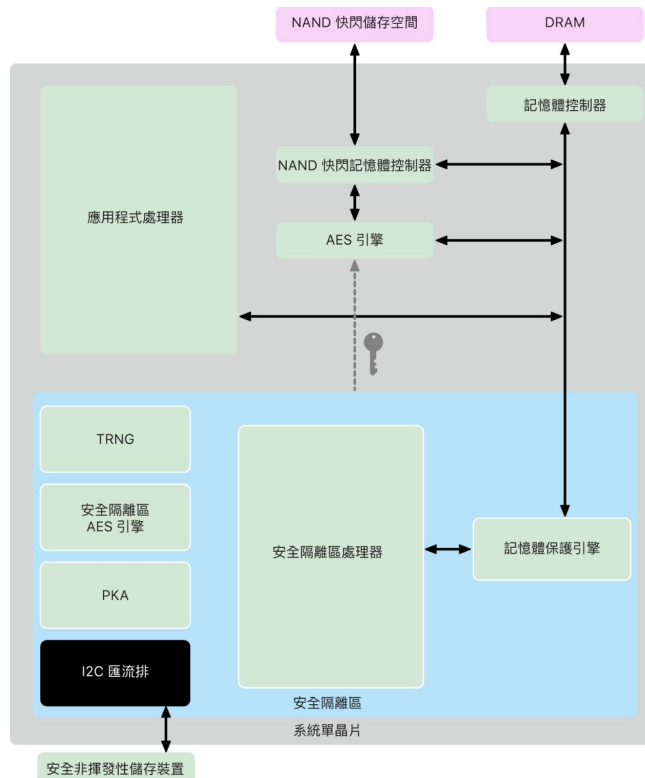 NAND 快閃儲存空間
DRAM
記憶體控制器
NAND 快閃記憶體控制器
應用程式處理器
AES 引擎
TRNG
安全隔離區
AES 引擎
安全隔離區處理器
記憶體保護引擎
PKA
I2C 匯流排
安全隔離區
系統單晶片
安全非揮發性儲存裝置